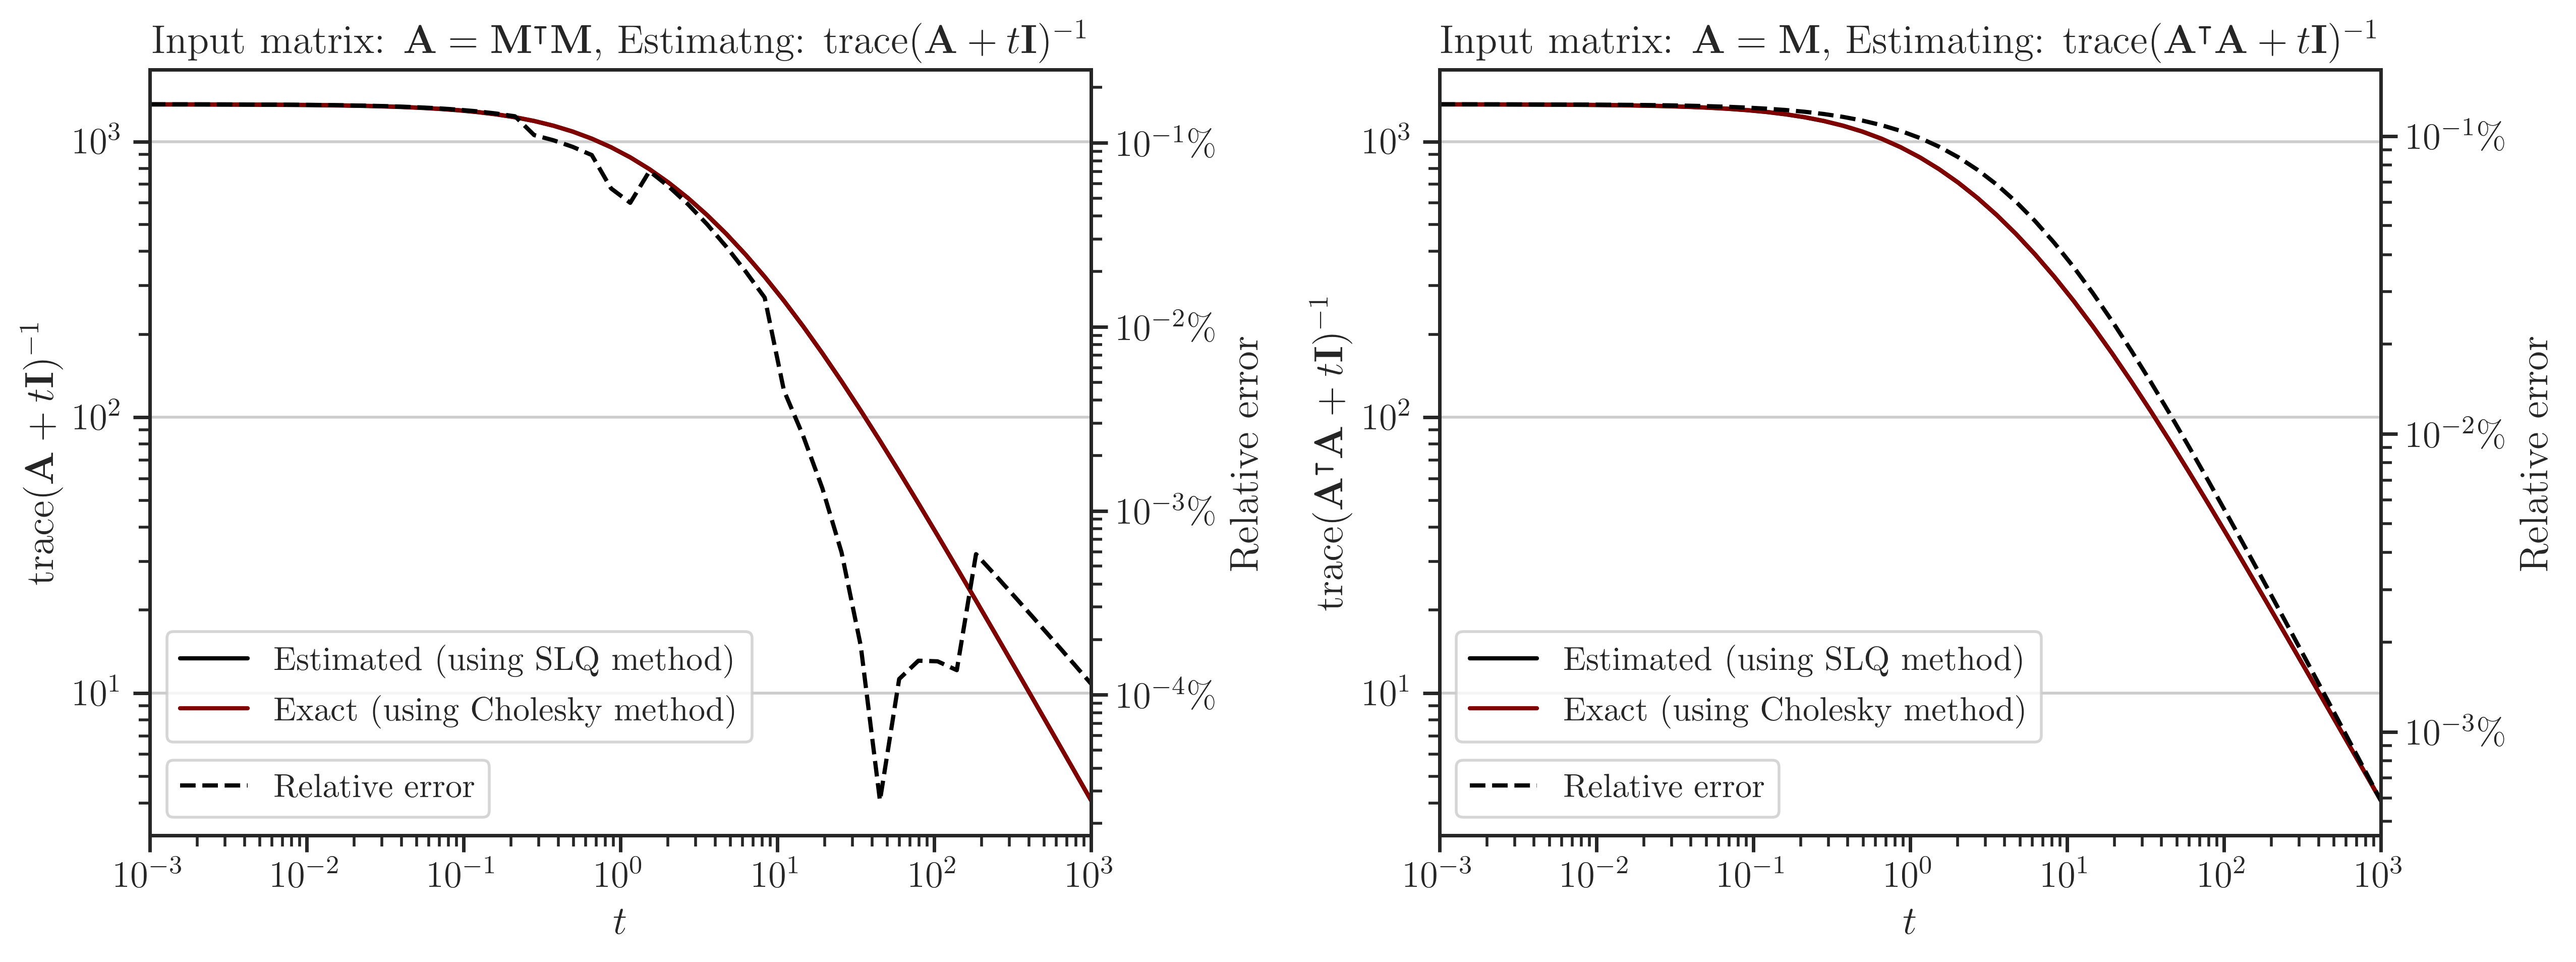 Input matrix: A = M⊺M, Estimatng: trace(A + tI)⁻¹
trace(A + tI)⁻¹
10³
10²
10¹
10⁻¹%
10⁻²%
10⁻³%
10⁻⁴%
Relative error
Estimated (using SLQ method)
Exact (using Cholesky method)
Relative error
10⁻³ 10⁻² 10⁻¹ 10⁰ 10¹ 10² 10³
t
Input matrix: A = M, Estimating: trace(A⊺A + tI)⁻¹
trace(A⊺A + tI)⁻¹
10³
10²
10¹
10⁻¹%
10⁻²%
10⁻³%
Relative error
Estimated (using SLQ method)
Exact (using Cholesky method)
Relative error
10⁻³ 10⁻² 10⁻¹ 10⁰ 10¹ 10² 10³
t